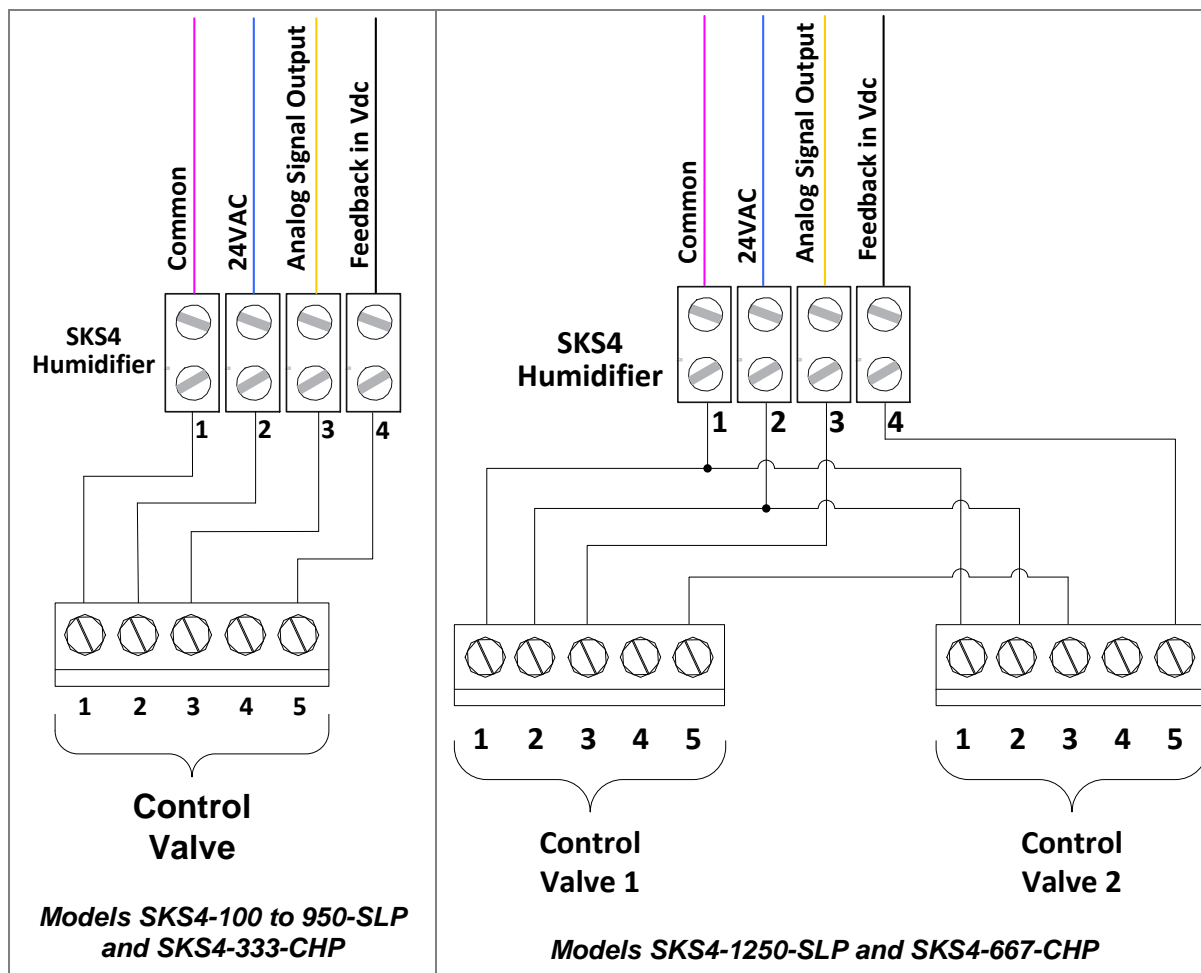 Common
24VAC
Analog Signal Output
Feedback in Vdc
SKS4
Humidifier
1 2 3 4
1 2 3 4 5
Control
Valve
Models SKS4-100 to 950-SLP
and SKS4-333-CHP
Common
24VAC
Analog Signal Output
Feedback in Vdc
SKS4
Humidifier
1 2 3 4
1 2 3 4 5
1 2 3 4 5
Control
Valve 1
Control
Valve 2
Models SKS4-1250-SLP and SKS4-667-CHP